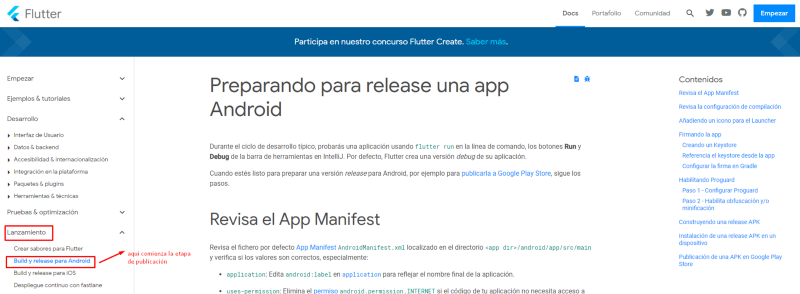 Flutter
Docs
Portafolio
Comunidad
Empezar
Participa en nuestro concurso Flutter Create. Saber más.
Empezar
Ejemplos & tutoriales
Desarrollo
Interfaz de Usuario
Datos & backend
Accesibilidad & internacionalización
Integración en la plataforma
Paquetes & plugins
Herramientas & técnicas
Pruebas & optimización
Lanzamiento
Crear sabores para Flutter
Build y release para Android
Build y release para iOS
Despliegue continuo con fastlane
aqui comienza la etapa
de publicación
Preparando para release una app
Android
Durante el ciclo de desarrollo típico, probarás una aplicación usando flutter run en la línea de comando, los botones Run y
Debug de la barra de herramientas en IntelliJ. Por defecto, Flutter crea una versión debug de su aplicación.
Cuando estés listo para preparar una versión release para Android, por ejemplo para publicarla a Google Play Store, sigue los
pasos.
Revisa el App Manifest
Revisa el fichero por defecto App Manifest AndroidManifest.xml localizado en el directorio <app dir>/android/app/src/main
y verifica si los valores son correctos, especialmente:
application: Edita android:label en application para reflejar el nombre final de la aplicación.
uses-permission: Elimina el permiso android.permission.INTERNET si el código de tu aplicación no necesita acceso a
Contenidos
Revisa el App Manifest
Revisa la configuración de compilación
Añadiendo un icono para el Launcher
Firmando la app
Creando un Keystore
Referencia el keystore desde la app
Configurar la firma en Gradle
Habilitando Proguard
Paso 1 - Configurar Proguard
Paso 2 - Habilita obfuscación y/o
minificación
Construyendo una release APK
Instalación de una release APK en un
dispositivo
Publicación de una APK en Google Play
Store